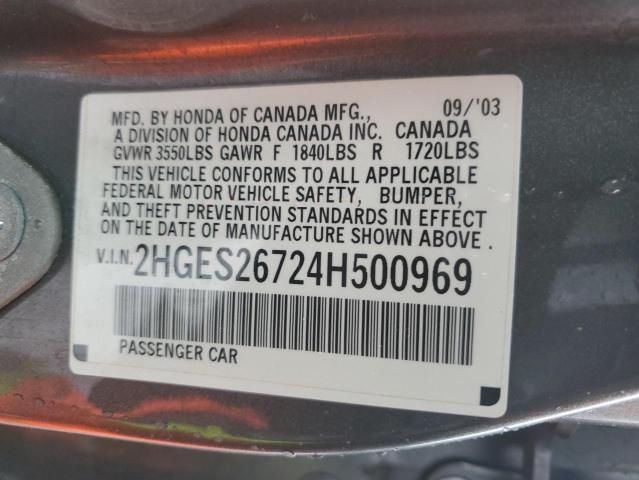 MFD. BY HONDA OF CANADA MFG., 09/'03
A DIVISION OF HONDA CANADA INC. CANADA
GVWR 3550LBS GAWR F 1840LBS R 1720LBS
THIS VEHICLE CONFORMS TO ALL APPLICABLE
FEDERAL MOTOR VEHICLE SAFETY, BUMPER,
AND THEFT PREVENTION STANDARDS IN EFFECT
ON THE DATE OF MANUFACTURE SHOWN ABOVE.
V.I.N. 2HGES26724H500969
PASSENGER CAR